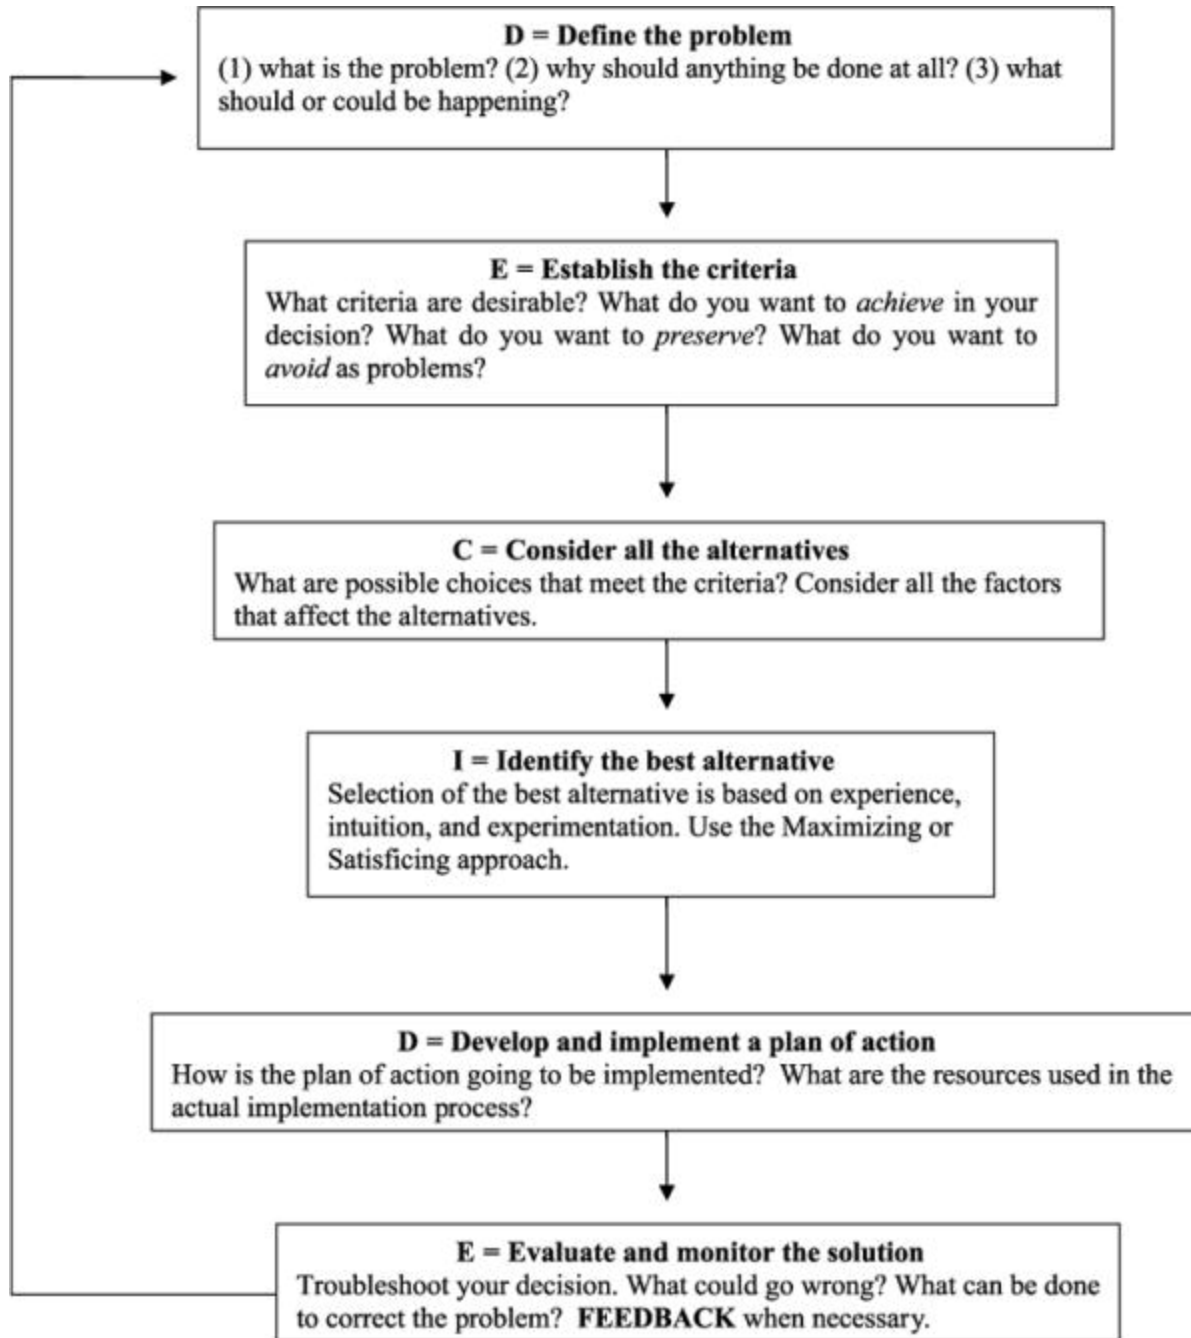 D = Define the problem
(1) what is the problem? (2) why should anything be done at all? (3) what
should or could be happening?
E = Establish the criteria
What criteria are desirable? What do you want to achieve in your
decision? What do you want to preserve? What do you want to
avoid as problems?
C = Consider all the alternatives
What are possible choices that meet the criteria? Consider all the factors
that affect the alternatives.
I = Identify the best alternative
Selection of the best alternative is based on experience,
intuition, and experimentation. Use the Maximizing or
Satisficing approach.
D = Develop and implement a plan of action
How is the plan of action going to be implemented? What are the resources used in the
actual implementation process?
E = Evaluate and monitor the solution
Troubleshoot your decision. What could go wrong? What can be done
to correct the problem? FEEDBACK when necessary.